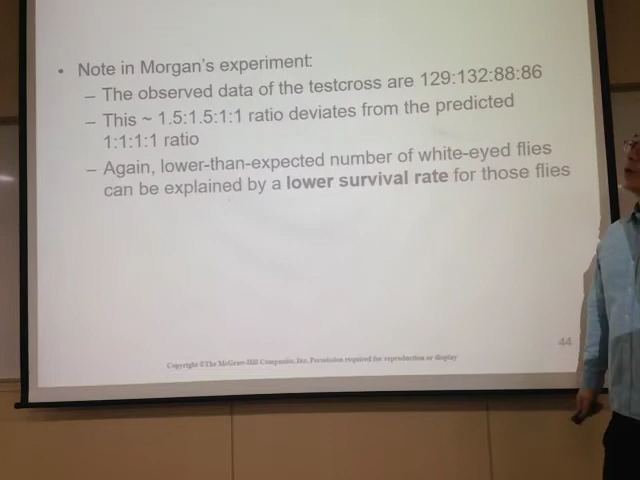 • Note in Morgan's experiment:
– The observed data of the testcross are 129:132:88:86
– This ~ 1.5:1.5:1:1 ratio deviates from the predicted
1:1:1:1 ratio
– Again, lower-than-expected number of white-eyed flies
can be explained by a lower survival rate for those flies
44
Copyright ©The McGraw-Hill Companies, Inc. Permission required for reproduction or display